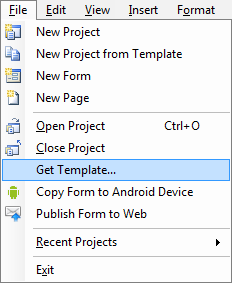 File Edit View Insert Format
New Project
New Project from Template
New Form
New Page
Open Project Ctrl+O
Close Project
Get Template...
Copy Form to Android Device
Publish Form to Web
Recent Projects
Exit